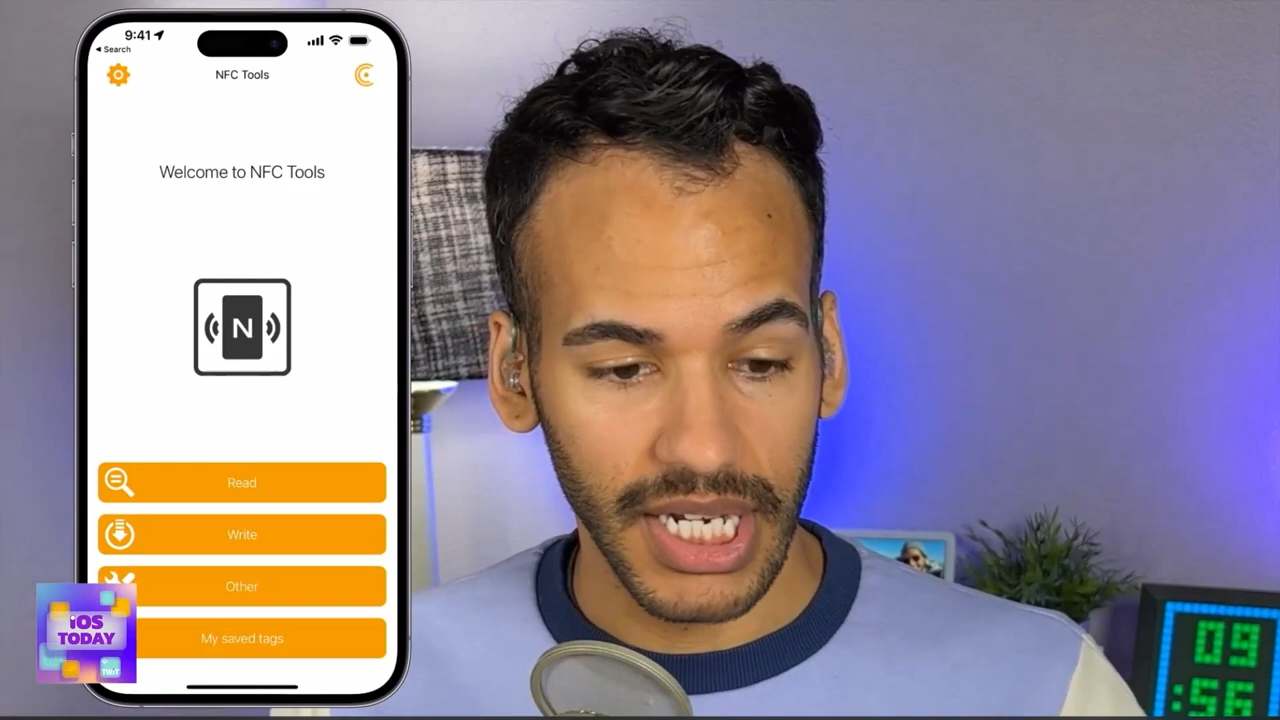 9:41
Search
NFC Tools
Welcome to NFC Tools
N
Read
Write
Other
My saved tags
iOS
TODAY
TWiT
09
:56